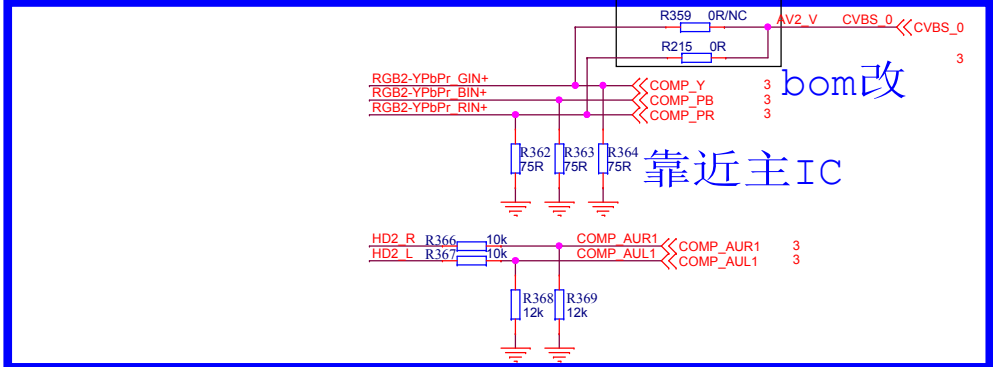 R359 0R/NC AV2_V CVBS_0 CVBS_0
R215 0R 3
RGB2-YPbPr_GIN+ COMP_Y 3
RGB2-YPbPr_BIN+ COMP_PB 3
RGB2-YPbPr_RIN+ COMP_PR 3
bom改
R362 R363 R364
75R 75R 75R
靠近主IC
HD2_R R366 10k COMP_AUR1 COMP_AUR1 3
HD2_L R367 10k COMP_AUL1 COMP_AUL1 3
R368 R369
12k 12k